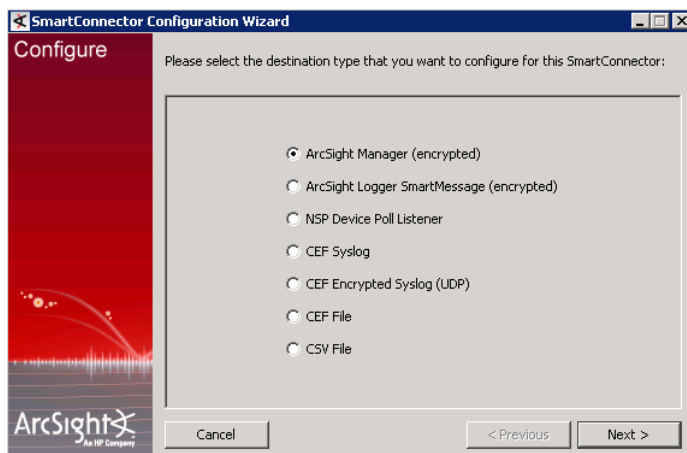 SmartConnector Configuration Wizard
Configure
Please select the destination type that you want to configure for this SmartConnector:
ArcSight Manager (encrypted)
ArcSight Logger SmartMessage (encrypted)
NSP Device Poll Listener
CEF Syslog
CEF Encrypted Syslog (UDP)
CEF File
CSV File
ArcSight
An HP Company
Cancel
< Previous
Next >